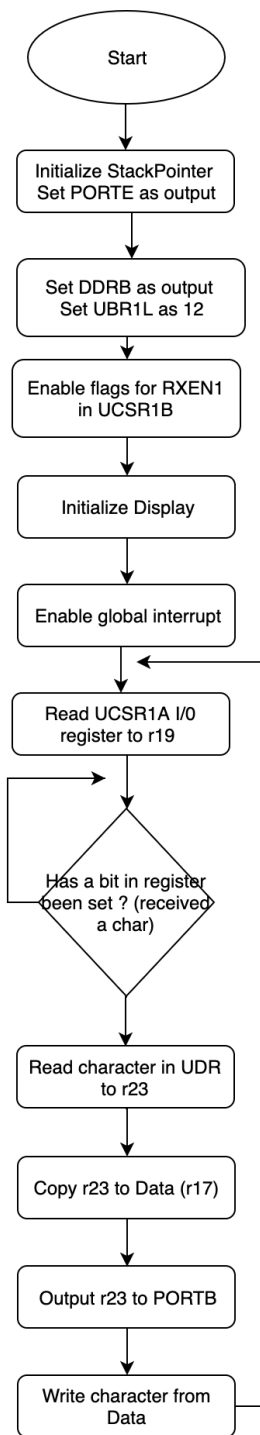 Start
Initialize StackPointer
Set PORTE as output
Set DDRB as output
Set UBR1L as 12
Enable flags for RXEN1
in UCSR1B
Initialize Display
Enable global interrupt
Read UCSR1A I/0
register to r19
Has a bit in register
been set ? (received
a char)
Read character in UDR
to r23
Copy r23 to Data (r17)
Output r23 to PORTB
Write character from
Data